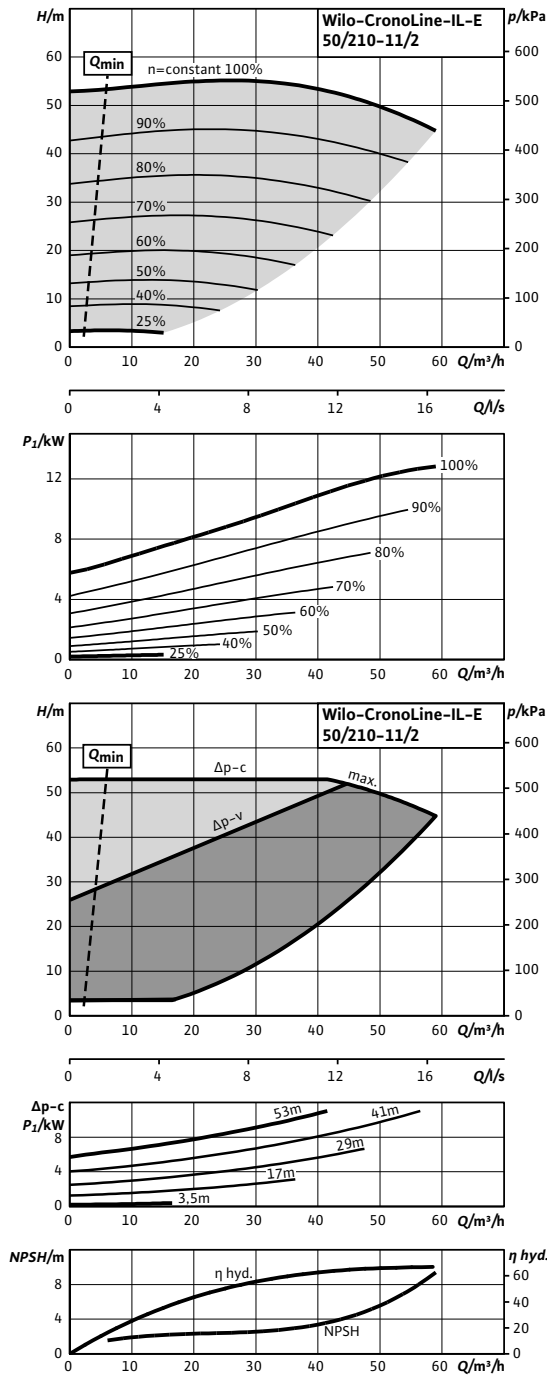 H/m
Wilo-CronoLine-IL-E
50/210-11/2
p/kPa
Qmin
n=constant 100%
90%
80%
70%
60%
50%
40%
25%
60
50
40
30
20
10
0
600
500
400
300
200
100
0
0 10 20 30 40 50 60 Q/m³/h
0 4 8 12 16 Q/l/s
P₁/kW
12
8
4
0
100%
90%
80%
70%
60%
50%
40%
25%
0 10 20 30 40 50 60 Q/m³/h
H/m
Wilo-CronoLine-IL-E
50/210-11/2
p/kPa
Qmin
Δp-c
max.
Δp-v
60
50
40
30
20
10
0
600
500
400
300
200
100
0
0 10 20 30 40 50 60 Q/m³/h
0 4 8 12 16 Q/l/s
Δp-c
P₁/kW
8
4
0
53m
41m
29m
17m
3,5m
0 10 20 30 40 50 60 Q/m³/h
NPSH/m
η hyd.
η hyd.
NPSH
8
4
0
60
40
20
0
0 10 20 30 40 50 60 Q/m³/h